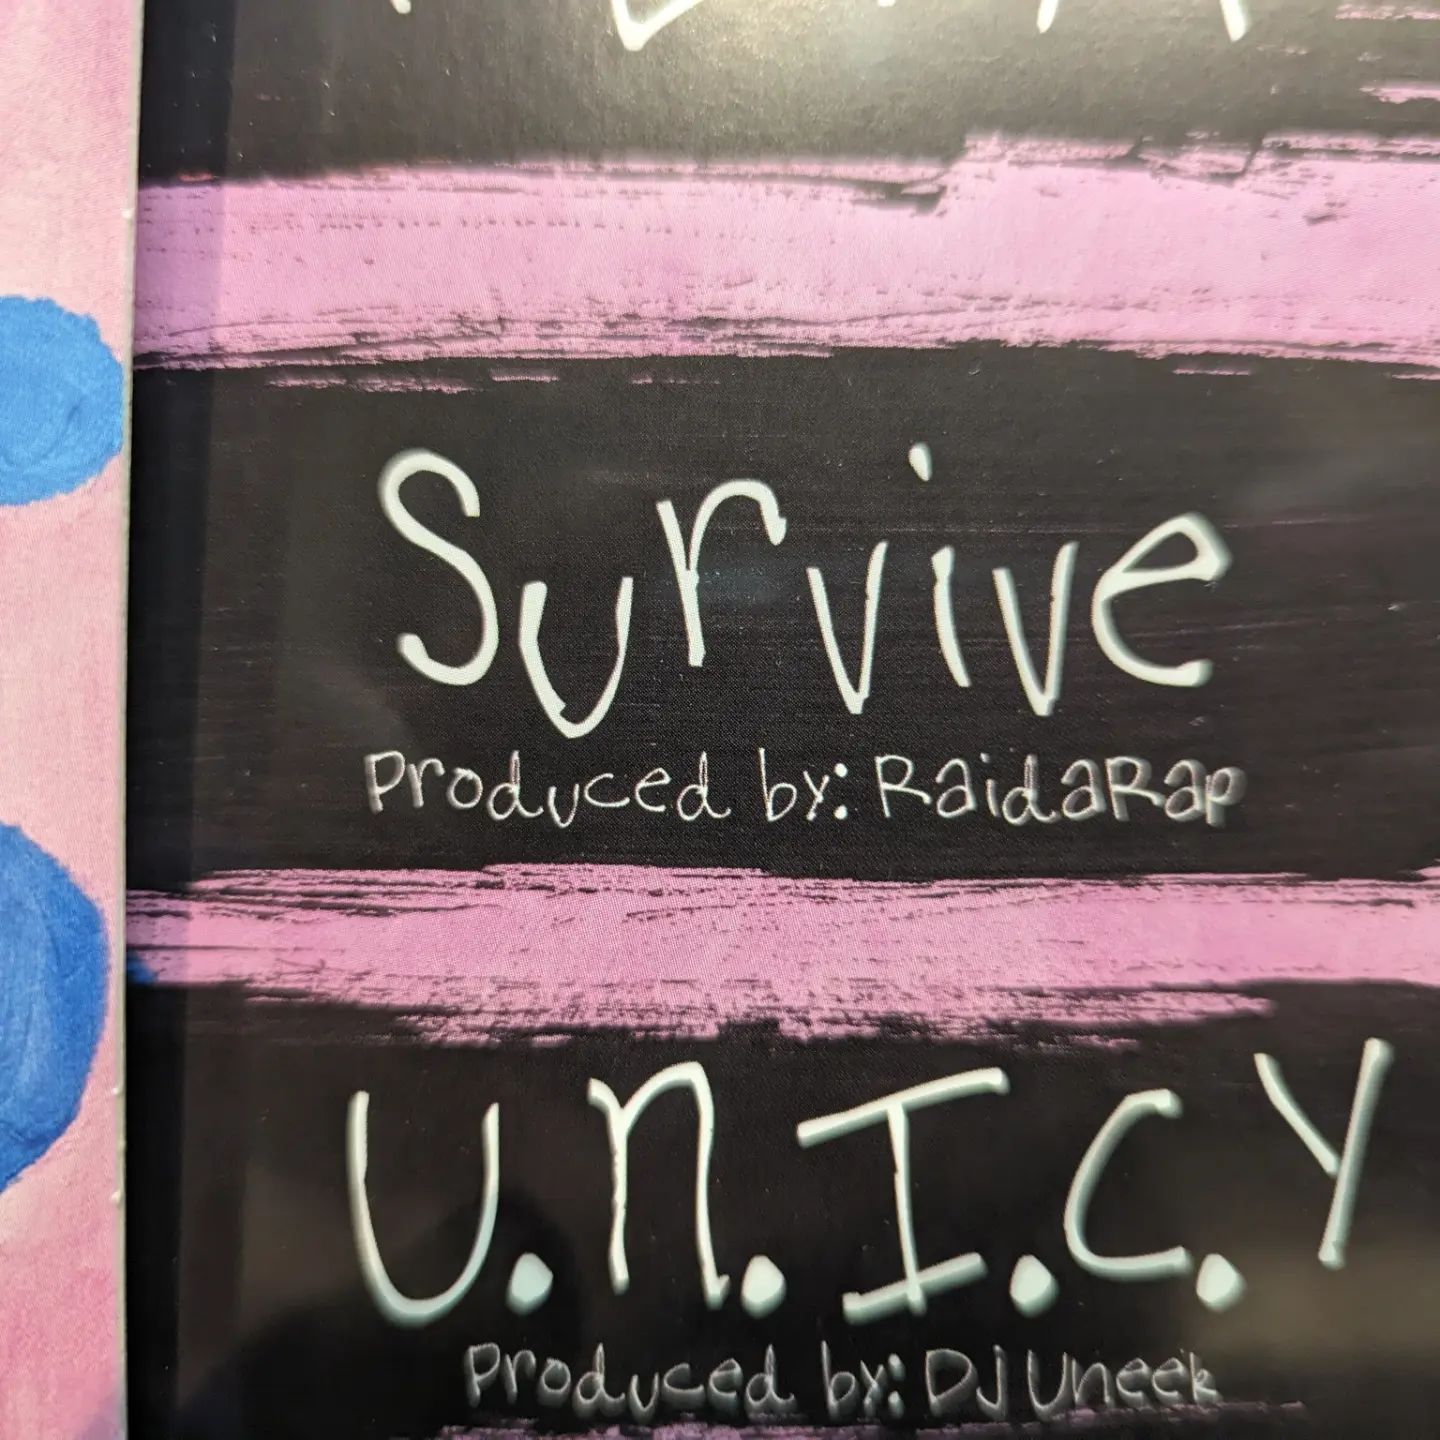 Survive
Produced by: RaidaRap
U.n.I.C.Y
Produced by: DJ Uneek